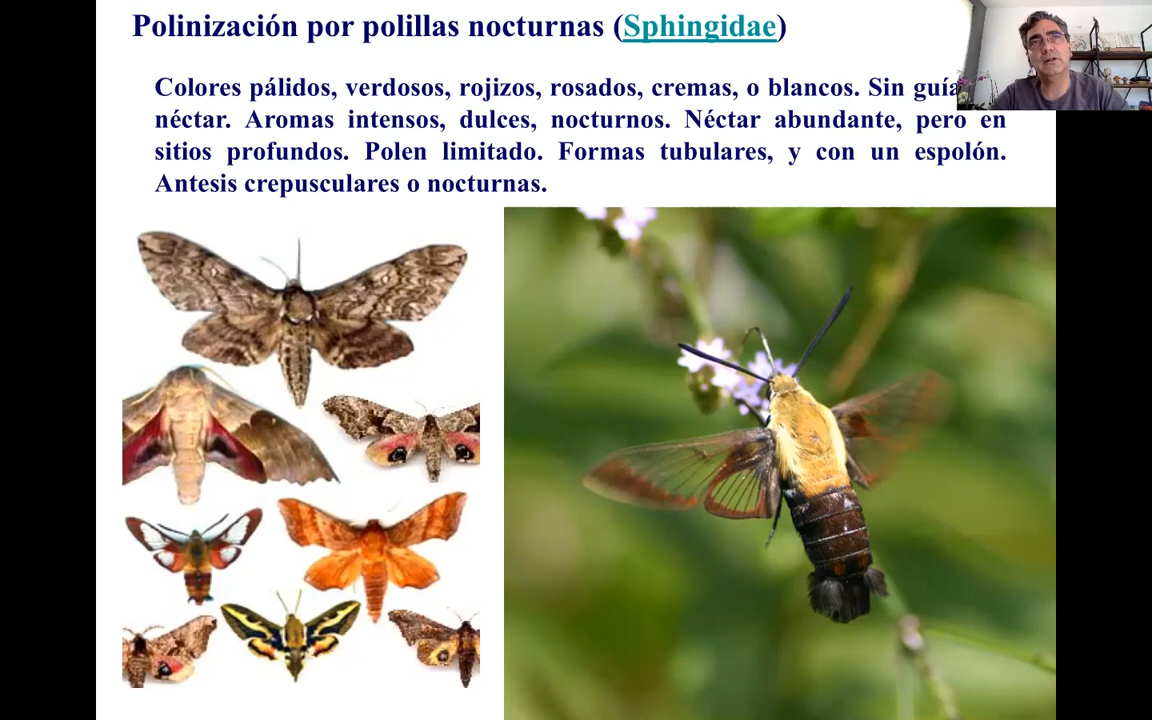 Polinización por polillas nocturnas (Sphingidae)
Colores pálidos, verdosos, rojizos, rosados, cremas, o blancos. Sin guía
néctar. Aromas intensos, dulces, nocturnos. Néctar abundante, pero en
sitios profundos. Polen limitado. Formas tubulares, y con un espolón.
Antesis crepusculares o nocturnas.